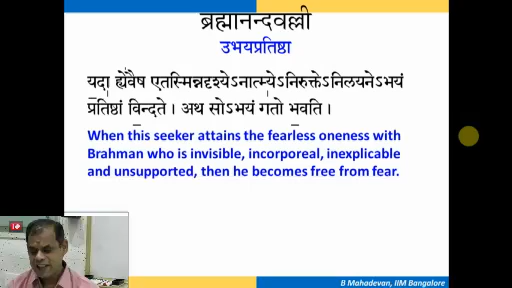 ब्रह्मानन्दवल्ली
उभयप्रतिष्ठा
यदा ह्येवैष एतस्मिन्नदृश्येऽनात्म्येऽनिरुक्तेऽनिलयनेऽभयं
प्रतिष्ठां विन्दते । अथ सोऽभयं गतो भवति ।
When this seeker attains the fearless oneness with
Brahman who is invisible, incorporeal, inexplicable
and unsupported, then he becomes free from fear.
B Mahadevan, IIM Bangalore